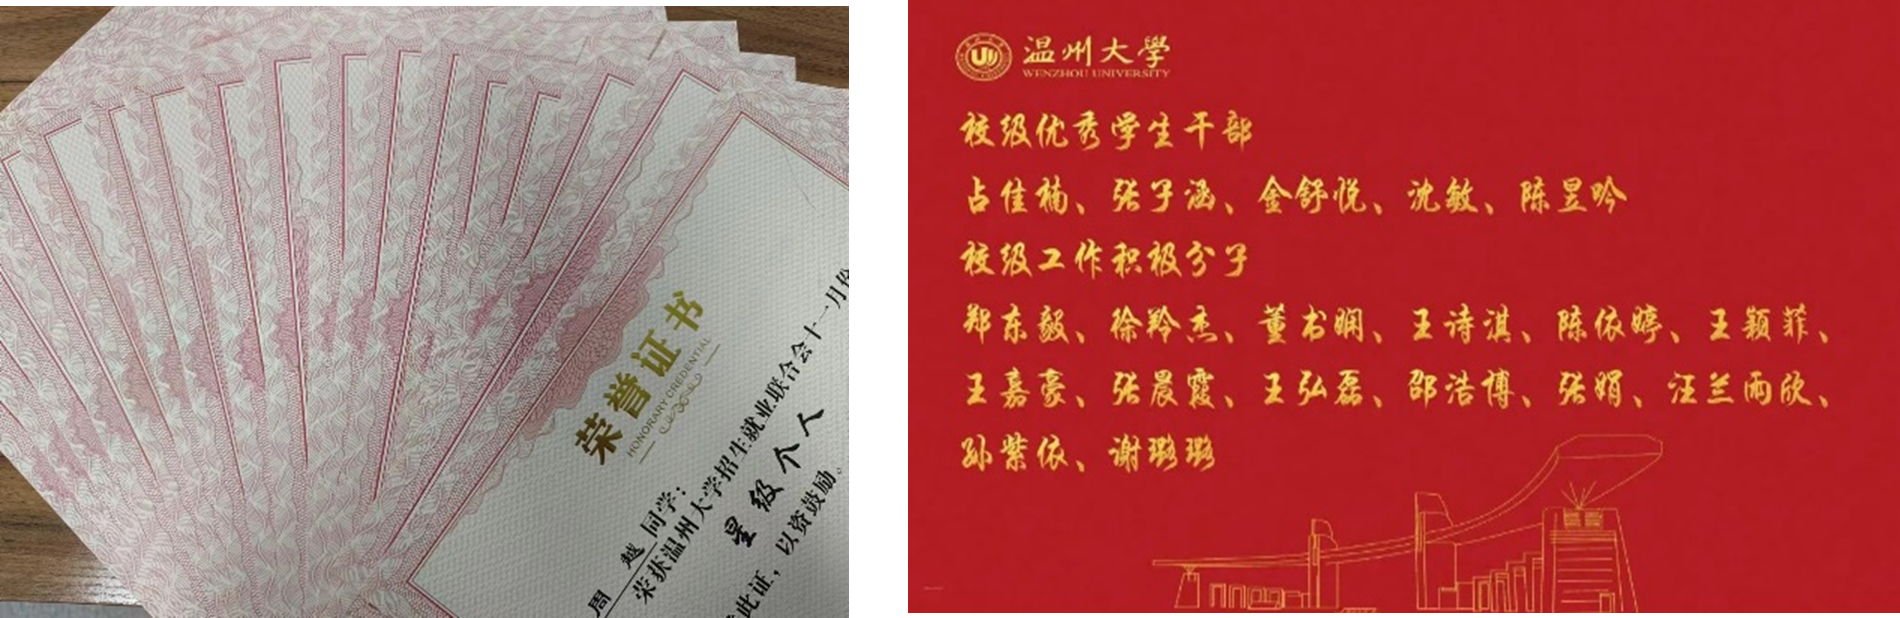 荣誉证书
HONORARY CREDENTIAL
周越 同学：
荣获温州大学招生就业联合会十一月份
星级个人
此证，以资鼓励。
温州大學
WENZHOU UNIVERSITY
校级优秀学生干部
占佳楠、张子涵、金舒悦、沈敏、陈昱吟
校级工作积极分子
郑东毅、徐羚杰、董书娴、王诗淇、陈依婷、王颖菲、
王嘉豪、张晨霞、王弘磊、邵浩博、张娟、汪兰雨欣、
孙紫依、谢璐璐